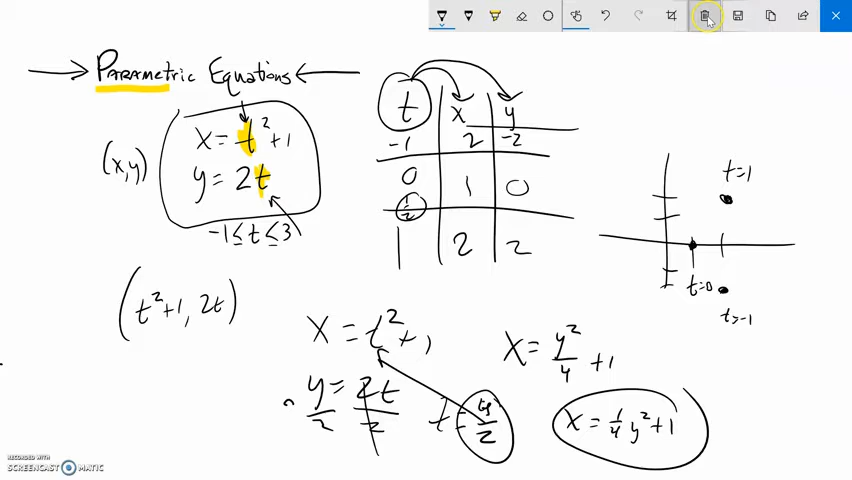 PARAMETRIC Equations
(x,y)
x = t² + 1
y = 2t
-1 ≤ t ≤ 3
(t²+1, 2t)
t x y
-1 2 -2
0 1 0
1/2
1 2 2
t=1
t=0
t=-1
x = t² + 1
y = 2t
2 2
t = y/2
x = y²/4 + 1
x = 1/4 y² + 1
RECORDED WITH
SCREENCAST MATIC